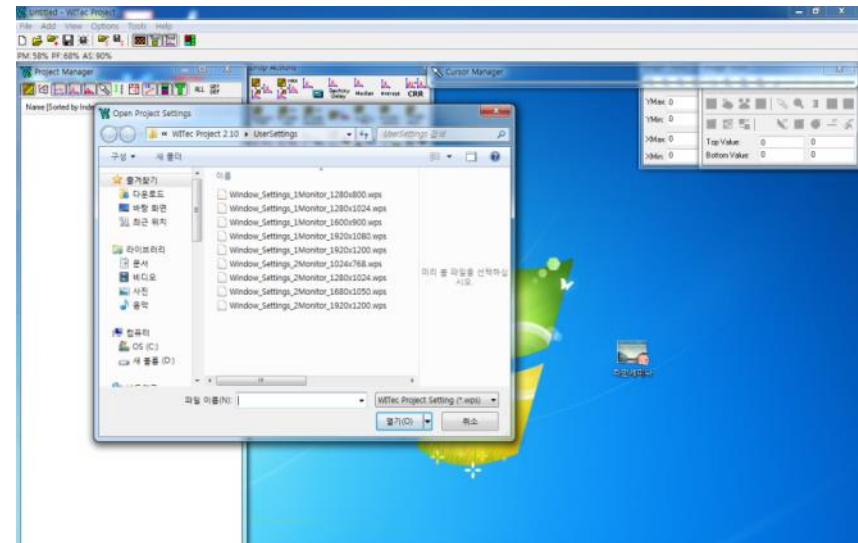 Untitled - WITec Project
File Add View Options Tools Help
PM: 58% PF: 68% AS: 90%
Project Manager
Drop Actions
Cursor Manager
ALL
Median
Average
CRR
Name [Sorted by Inde
Open Project Settings
WITec Project 2.10
UserSettings
UserSettings 검색
구성
새 폴더
즐겨찾기
다운로드
바탕 화면
최근 위치
라이브러리
문서
비디오
사진
음악
컴퓨터
OS (C:)
새 볼륨 (D:)
이름
Window_Settings_1Monitor_1280x800.wps
Window_Settings_1Monitor_1280x1024.wps
Window_Settings_1Monitor_1600x900.wps
Window_Settings_1Monitor_1920x1080.wps
Window_Settings_1Monitor_1920x1200.wps
Window_Settings_2Monitor_1024x768.wps
Window_Settings_2Monitor_1280x1024.wps
Window_Settings_2Monitor_1680x1050.wps
Window_Settings_2Monitor_1920x1200.wps
미리 볼 파일을 선택하십
시오.
파일 이름(N):
WITec Project Setting (*.wps)
열기(O)
취소
YMax: 0
YMin: 0
XMax: 0
XMin: 0
Top Value: 0 0
Bottom Value: 0 0